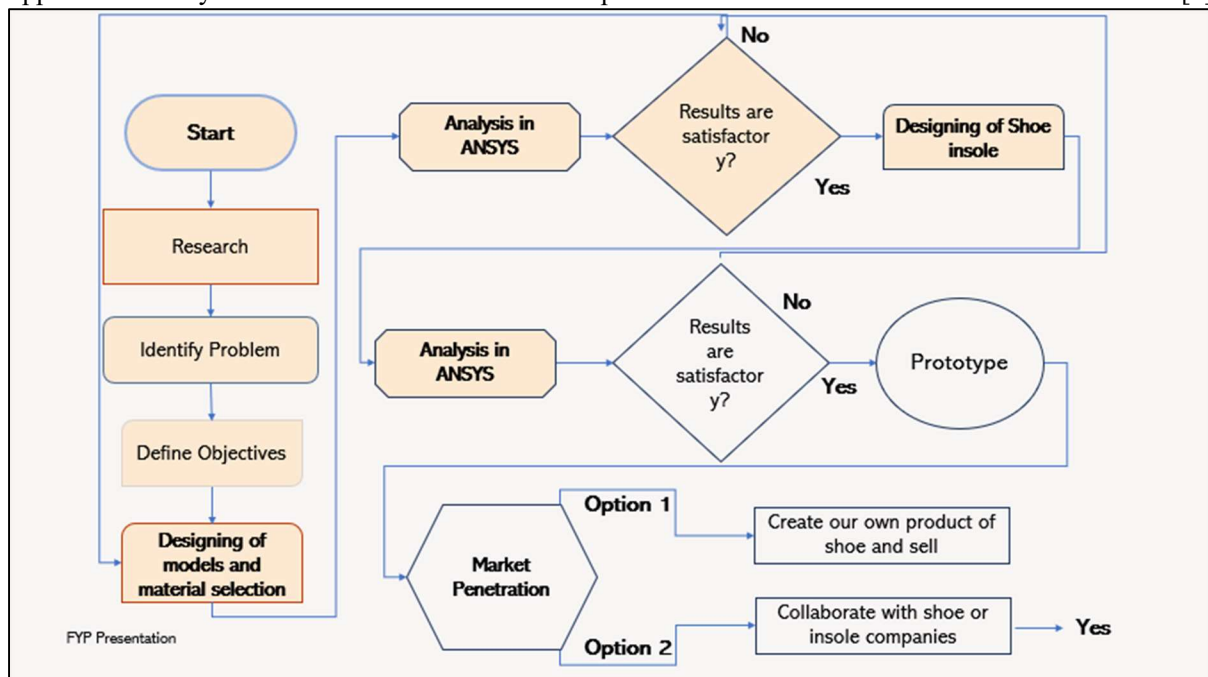 Start
Research
Identify Problem
Define Objectives
Designing of
models and
material selection
Analysis in
ANSYS
Results are
satisfactor
y?
No
Yes
Designing of Shoe
insole
Analysis in
ANSYS
Results
are
satisfactor
y?
No
Yes
Prototype
Market
Penetration
Option 1
Create our own product of
shoe and sell
Option 2
Collaborate with shoe or
insole companies
Yes
FYP Presentation